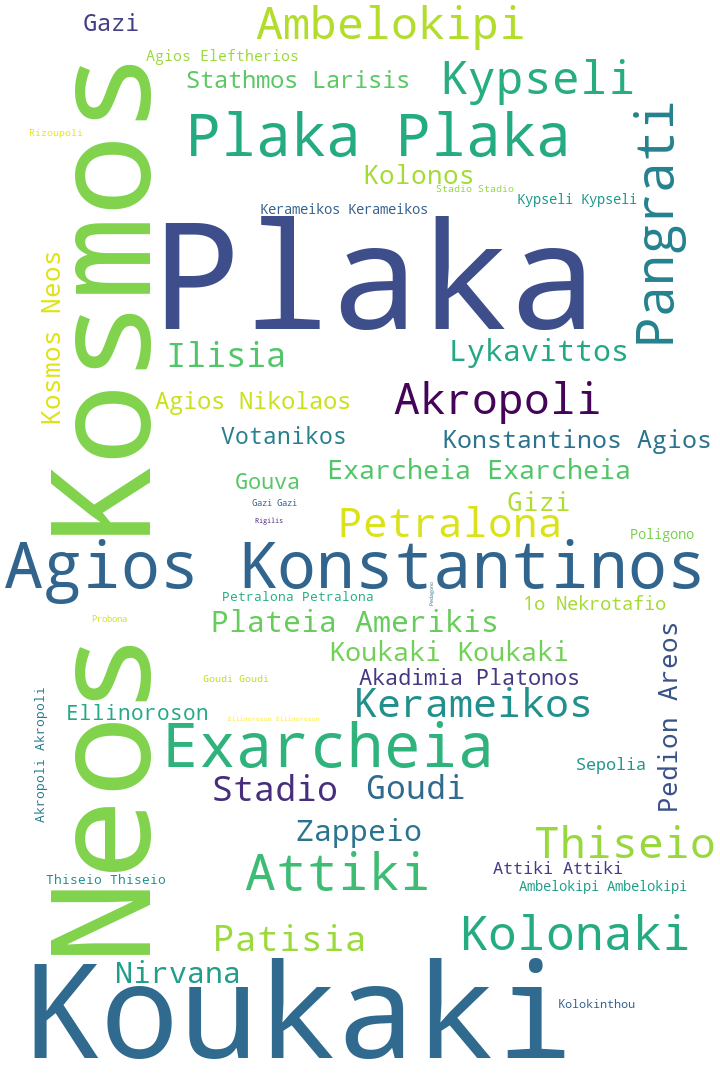 Gazi
Ambelokipi
Agios Eleftherios
Stathmos Larisis
Kypseli
Rizoupoli
Plaka Plaka
Pangrati
Kolonos
Stadio Stadio
Kypseli Kypseli
Kerameikos Kerameikos
Plaka
Neos Kosmos
Kosmos Neos
Ilisia
Lykavittos
Agios Nikolaos
Akropoli
Votanikos
Konstantinos Agios
Exarcheia Exarcheia
Gouva
Gazi Gazi
Gizi
Rigilis
Petralona
Poligono
Agios Konstantinos
Petralona Petralona
Pedagono
1o Nekrotafio
Probona
Plateia Amerikis
Koukaki Koukaki
Pedion Areos
Goudi Goudi
Akadimia Platonos
Akropoli Akropoli
Ellinoroson
Kerameikos
Ellinoroson Ellinoroson
Exarcheia
Sepolia
Stadio
Goudi
Zappeio
Thiseio
Thiseio Thiseio
Attiki
Attiki Attiki
Ambelokipi Ambelokipi
Patisia
Kolonaki
Nirvana
Koukaki
Kolokinthou